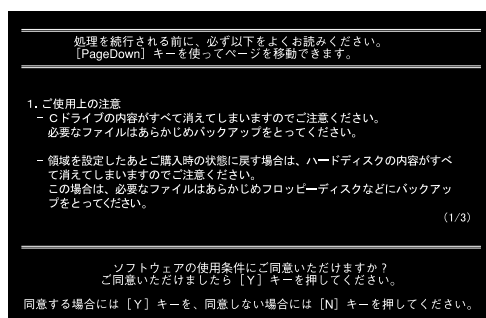 処理を続行される前に、必ず以下をよくお読みください。
［PageDown］キーを使ってページを移動できます。
1．ご使用上の注意
－Ｃドライブの内容がすべて消えてしまいますのでご注意ください。
必要なファイルはあらかじめバックアップをとってください。
－領域を設定したあとご購入時の状態に戻す場合は、ハードディスクの内容がすべ
て消えてしまいますのでご注意ください。
この場合は、必要なファイルはあらかじめフロッピーディスクなどにバックアッ
プをとってください。
(1/3)
ソフトウェアの使用条件にご同意いただけますか？
ご同意いただけましたら［Y］キーを押してください。
同意する場合には［Y］キーを、同意しない場合には［N］キーを押してください。